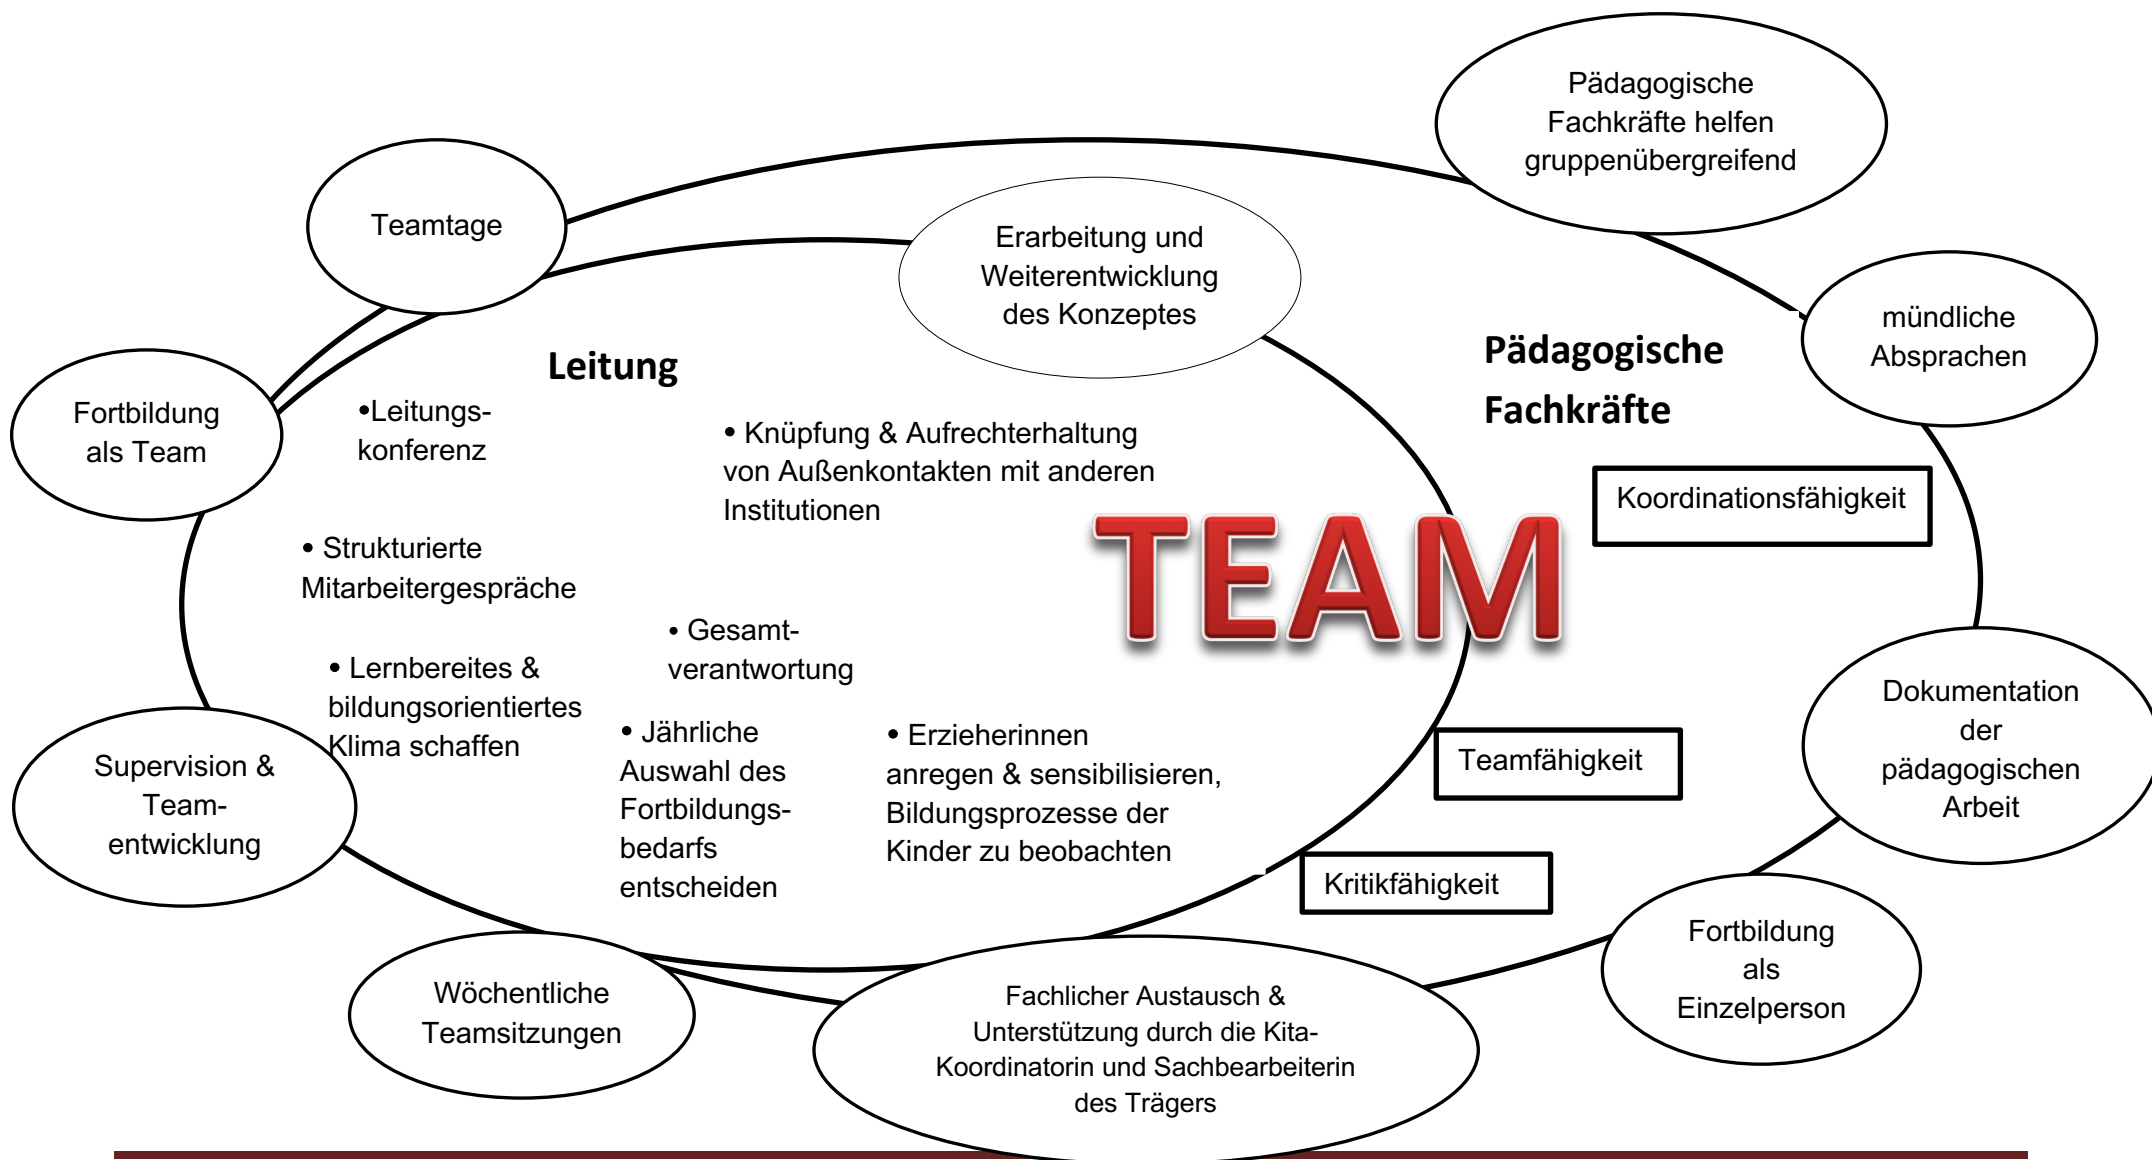 Pädagogische
Fachkräfte helfen
gruppenübergreifend
Teamtage
Erarbeitung und
Weiterentwicklung
des Konzeptes
mündliche
Absprachen
Leitung
Pädagogische
Fachkräfte
Fortbildung
als Team
•Leitungs-
konferenz
• Knüpfung & Aufrechterhaltung
von Außenkontakten mit anderen
Institutionen
Koordinationsfähigkeit
TEAM
• Strukturierte
Mitarbeitergespräche
• Gesamt-
verantwortung
• Lernbereites &
bildungsorientiertes
Klima schaffen
Dokumentation
der
pädagogischen
Arbeit
• Jährliche
Auswahl des
Fortbildungs-
bedarfs
entscheiden
• Erzieherinnen
anregen & sensibilisieren,
Bildungsprozesse der
Kinder zu beobachten
Teamfähigkeit
Supervision &
Team-
entwicklung
Kritikfähigkeit
Fortbildung
als
Einzelperson
Wöchentliche
Teamsitzungen
Fachlicher Austausch &
Unterstützung durch die Kita-
Koordinatorin und Sachbearbeiterin
des Trägers